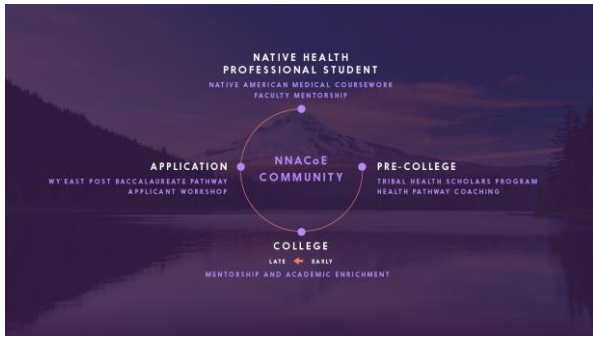 NATIVE HEALTH
PROFESSIONAL STUDENT
NATIVE AMERICAN MEDICAL COURSEWORK
FACULTY MENTORSHIP
APPLICATION
WY'EAST POST BACCALAUREATE PATHWAY
APPLICANT WORKSHOP
NNACoE
COMMUNITY
PRE-COLLEGE
TRIBAL HEALTH SCHOLARS PROGRAM
HEALTH PATHWAY COACHING
COLLEGE
LATE EARLY
MENTORSHIP AND ACADEMIC ENRICHMENT